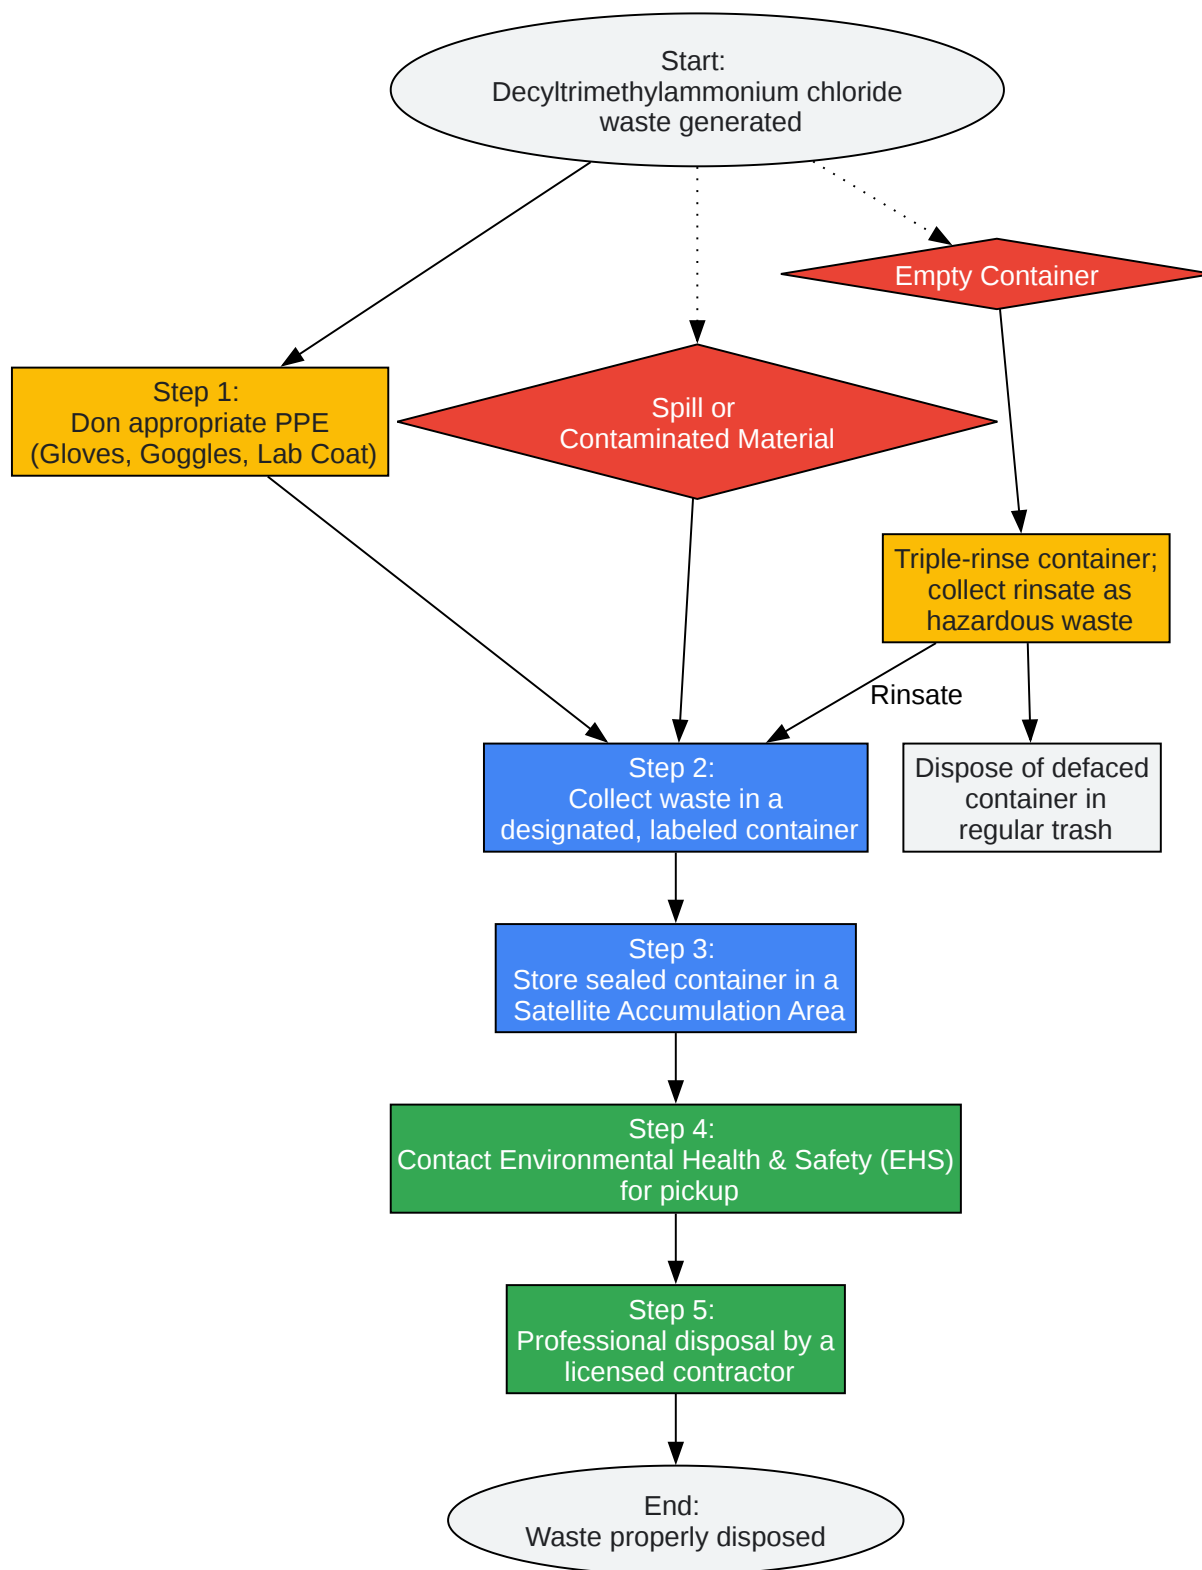 Start:
Decyltrimethylammonium chloride
waste generated
Empty Container
Step 1:
Don appropriate PPE
(Gloves, Goggles, Lab Coat)
Spill or
Contaminated Material
Triple-rinse container;
collect rinsate as
hazardous waste
Rinsate
Step 2:
Collect waste in a
designated, labeled container
Dispose of defaced
container in
regular trash
Step 3:
Store sealed container in a
Satellite Accumulation Area
Step 4:
Contact Environmental Health & Safety (EHS)
for pickup
Step 5:
Professional disposal by a
licensed contractor
End:
Waste properly disposed